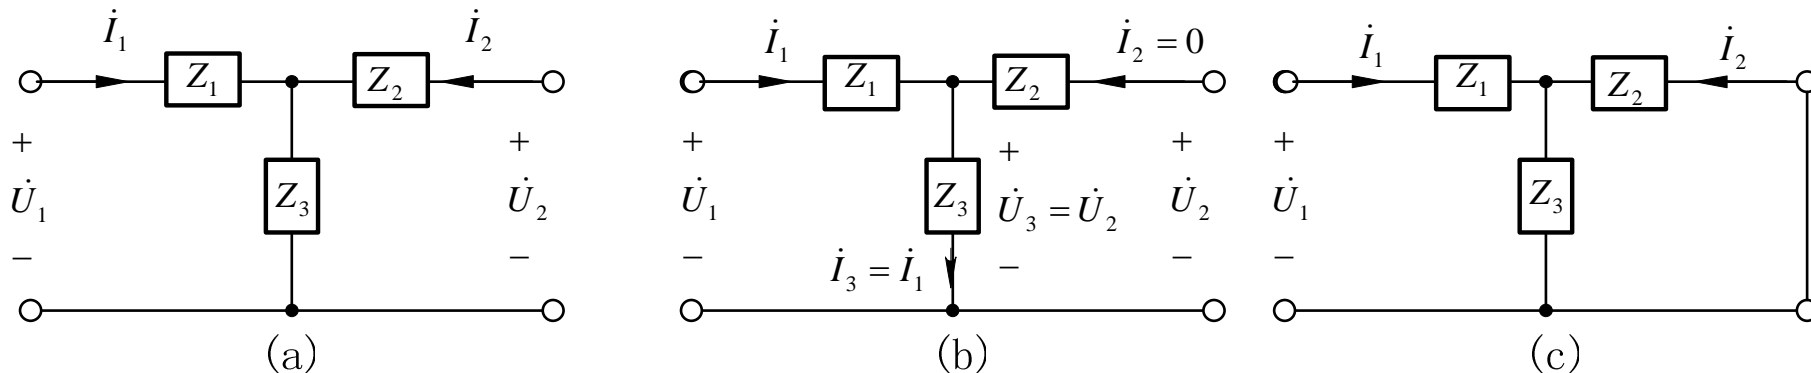 İ₁ İ₂
Z₁ Z₂
+ +
U̇₁ Z₃ U̇₂
− −
(a)
İ₁ İ₂ = 0
Z₁ Z₂
+ + +
U̇₁ Z₃ U̇₃ = U̇₂ U̇₂
− İ₃ = İ₁ − −
(b)
İ₁ İ₂
Z₁ Z₂
+
U̇₁ Z₃
−
(c)